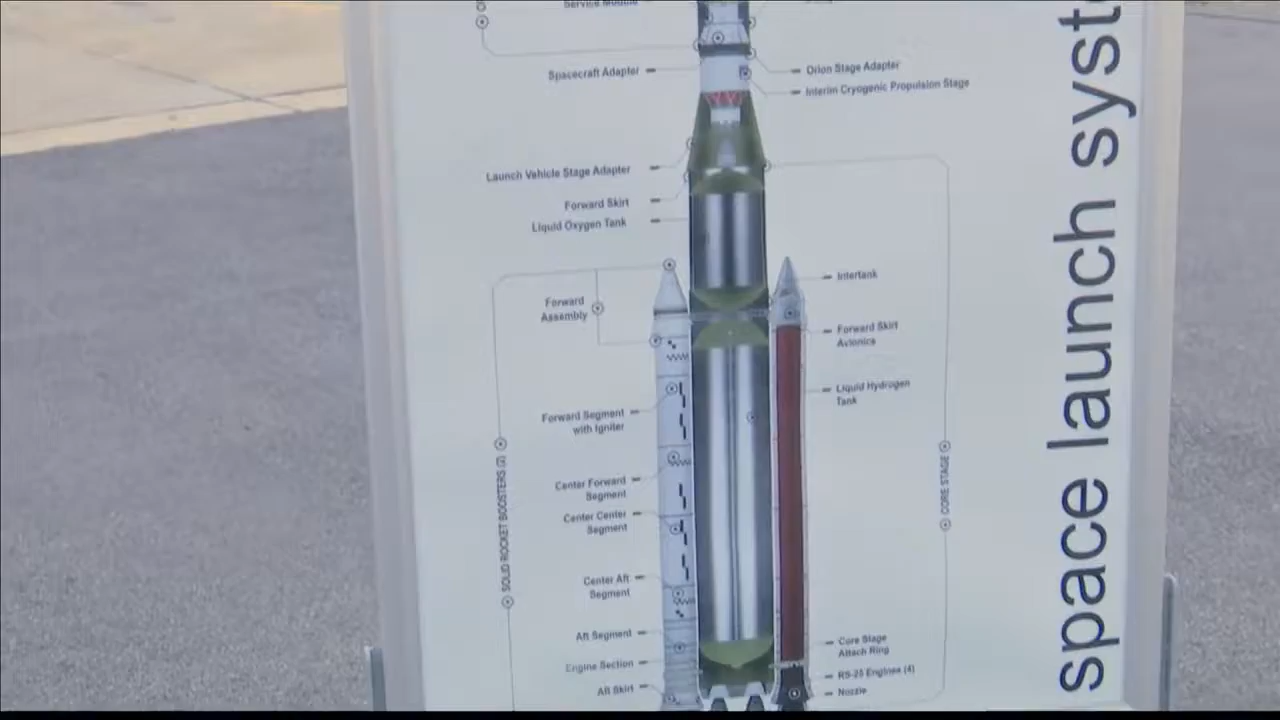 Service Module
Spacecraft Adapter
Orion Stage Adapter
Interim Cryogenic Propulsion Stage
Launch Vehicle Stage Adapter
Forward Skirt
Liquid Oxygen Tank
Intertank
Forward
Assembly
Forward Skirt
Avionics
Liquid Hydrogen
Tank
Forward Segment
with Igniter
Center Forward
Segment
Center Center
Segment
Center Aft
Segment
Aft Segment
Engine Section
Aft Skirt
Core Stage
Attach Ring
RS-25 Engines (4)
Nozzle
SOLID ROCKET BOOSTERS (2)
CORE STAGE
space launch syst